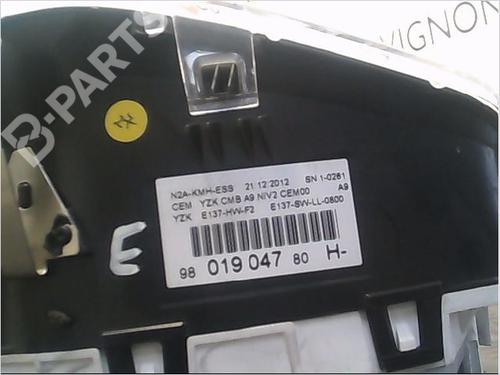 VIGNON
B-PARTS
YZ
N2A-KMH-ESS 21.12.2012 SN 1-0261
CEM YZK CMB A9 NIV2 CEM00 A9
YZK E137-HW-F2 E137-SW-LL-0800
98 019 047 80 H-
E